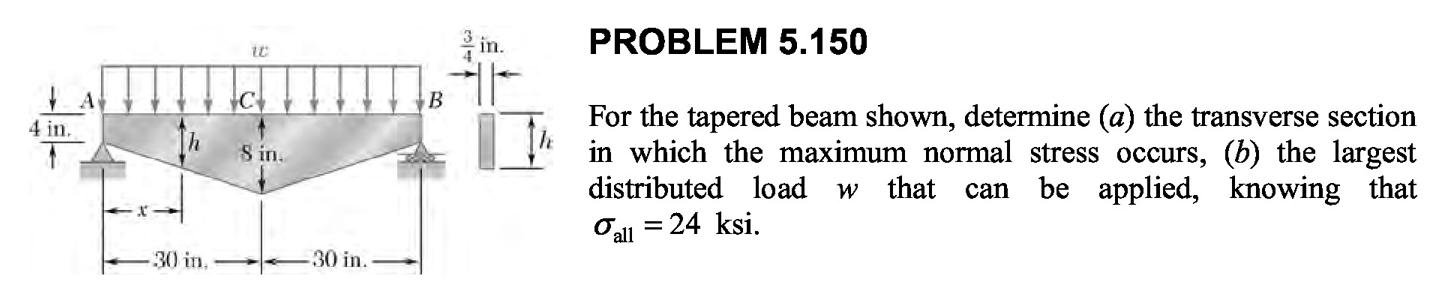 PROBLEM 5.150
For the tapered beam shown, determine (a) the transverse section
in which the maximum normal stress occurs, (b) the largest
distributed load w that can be applied, knowing that
σall = 24 ksi.
w
3/4 in.
A C B
4 in.
h
8 in.
h
x
30 in. 30 in.